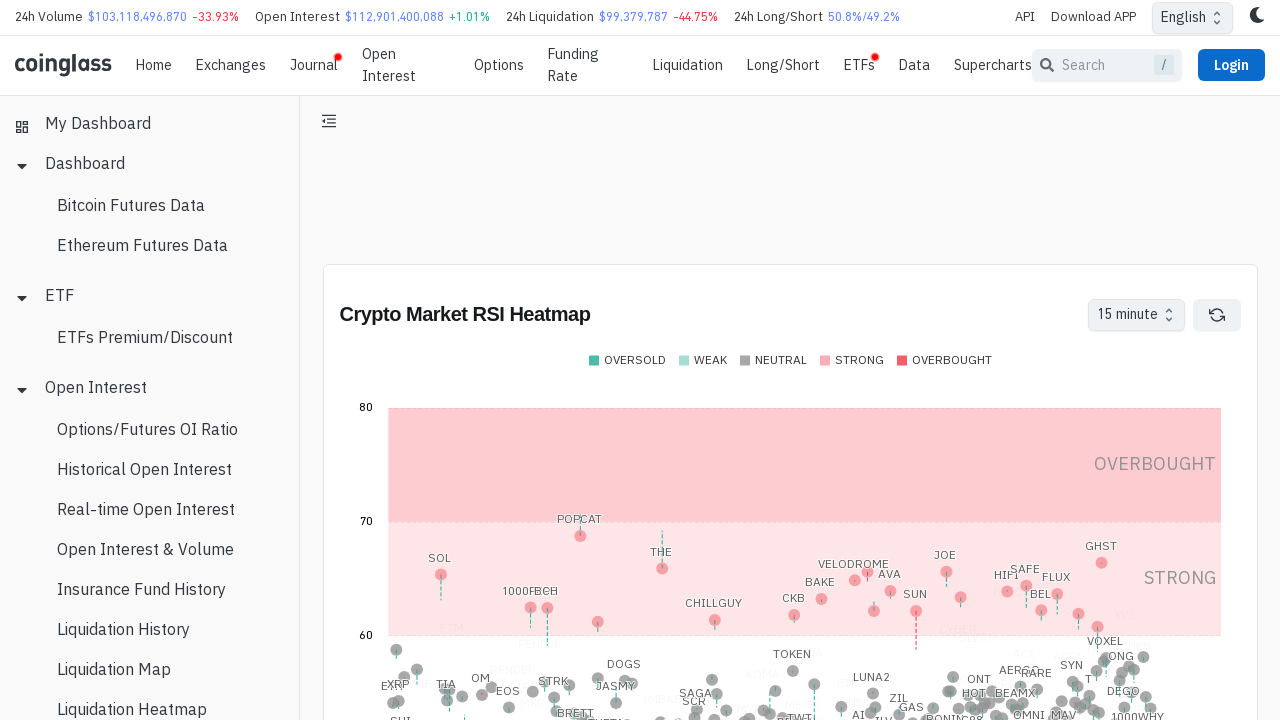 24h Volume $103,118,496,870 -33.93% Open Interest $112,901,400,088 +1.01% 24h Liquidation $99,379,787 -44.75% 24h Long/Short 50.8%/49.2% API Download APP English
coinglass Home Exchanges Journal Open Interest Options Funding Rate Liquidation Long/Short ETFs Data Supercharts Search / Login
My Dashboard
Dashboard
Bitcoin Futures Data
Ethereum Futures Data
ETF
ETFs Premium/Discount
Open Interest
Options/Futures OI Ratio
Historical Open Interest
Real-time Open Interest
Open Interest & Volume
Insurance Fund History
Liquidation History
Liquidation Map
Liquidation Heatmap
Crypto Market RSI Heatmap 15 minute
OVERSOLD WEAK NEUTRAL STRONG OVERBOUGHT
80
OVERBOUGHT
70
POPCAT
GHST
THE
JOE
SOL
VELODROME
SAFE
AVA
HIFI
FLUX
STRONG
BAKE
BCH
CKB
SUN
BEL
CHILLGUY
60
VOXEL
TOKEN
DOGS
SYN
AERGO
RARE
OM
LUNA2
ONT
STRK
XRP
TIA
JASMY
EOS
SAGA
HOT
BEAMX
DEGO
ZIL
SCR
GAS
BRETT
AI
OMNI
MAV